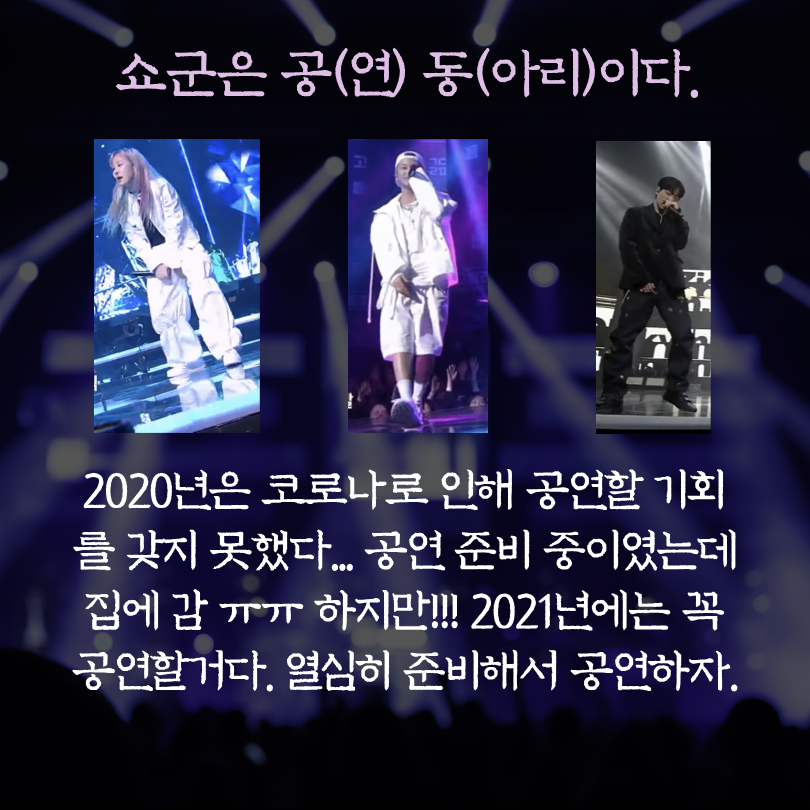 쇼군은 공(연) 동(아리)이다.
2020년은 코로나로 인해 공연할 기회
를 갖지 못했다... 공연 준비 중이였는데
집에 감 ㅠㅠ 하지만!!! 2021년에는 꼭
공연할거다. 열심히 준비해서 공연하자.